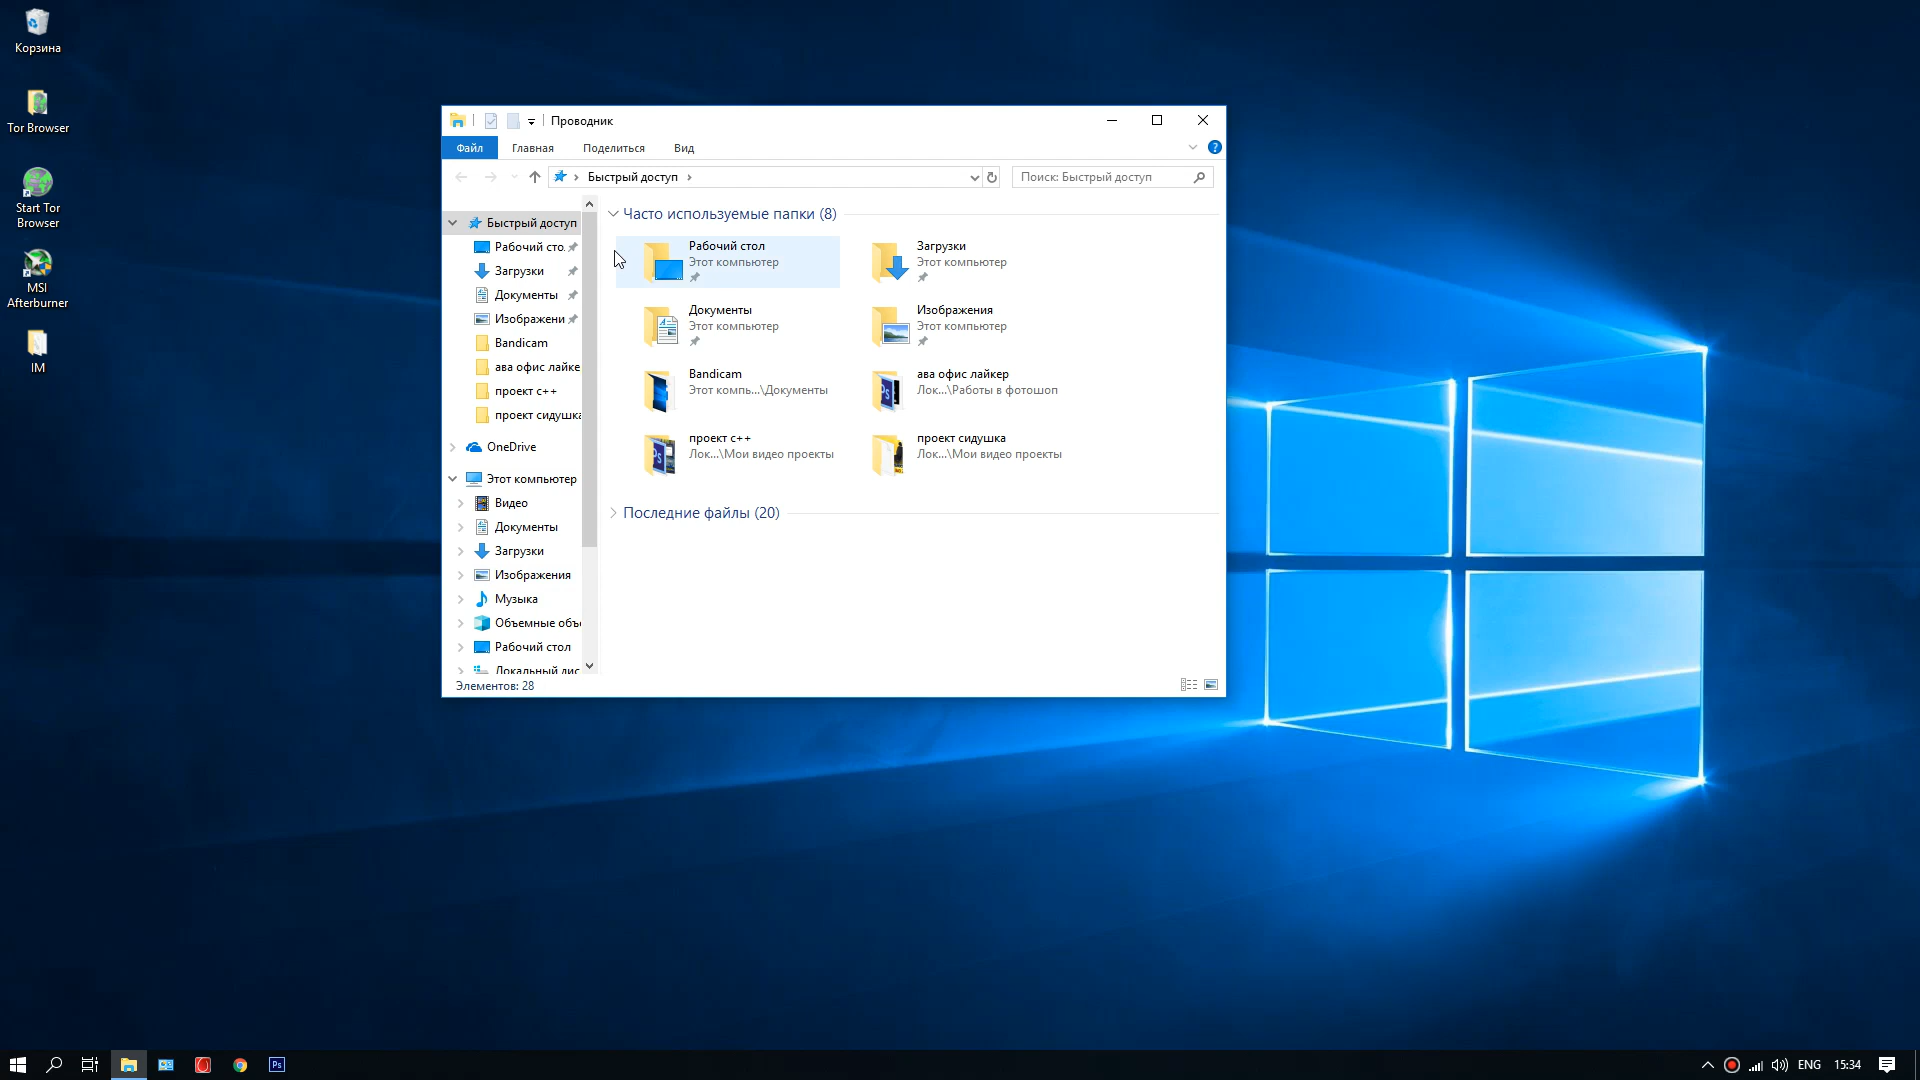 Корзина
Tor Browser
Start Tor
Browser
MSI
Afterburner
IM
Проводник
Файл
Главная
Поделиться
Вид
Быстрый доступ
Поиск: Быстрый доступ
Быстрый доступ
Рабочий сто.
Загрузки
Документы
Изображени
Bandicam
ава офис лайке
проект с++
проект сидушка
OneDrive
Этот компьютер
Видео
Документы
Загрузки
Изображения
Музыка
Объемные объе
Рабочий стол
Локальный дис
Часто используемые папки (8)
Рабочий стол
Этот компьютер
Загрузки
Этот компьютер
Документы
Этот компьютер
Изображения
Этот компьютер
Bandicam
Этот компь...\Документы
ава офис лайкер
Лок...\Работы в фотошоп
проект с++
Лок...\Мои видео проекты
проект сидушка
Лок...\Мои видео проекты
Последние файлы (20)
Элементов: 28
Ps
ENG
15:34